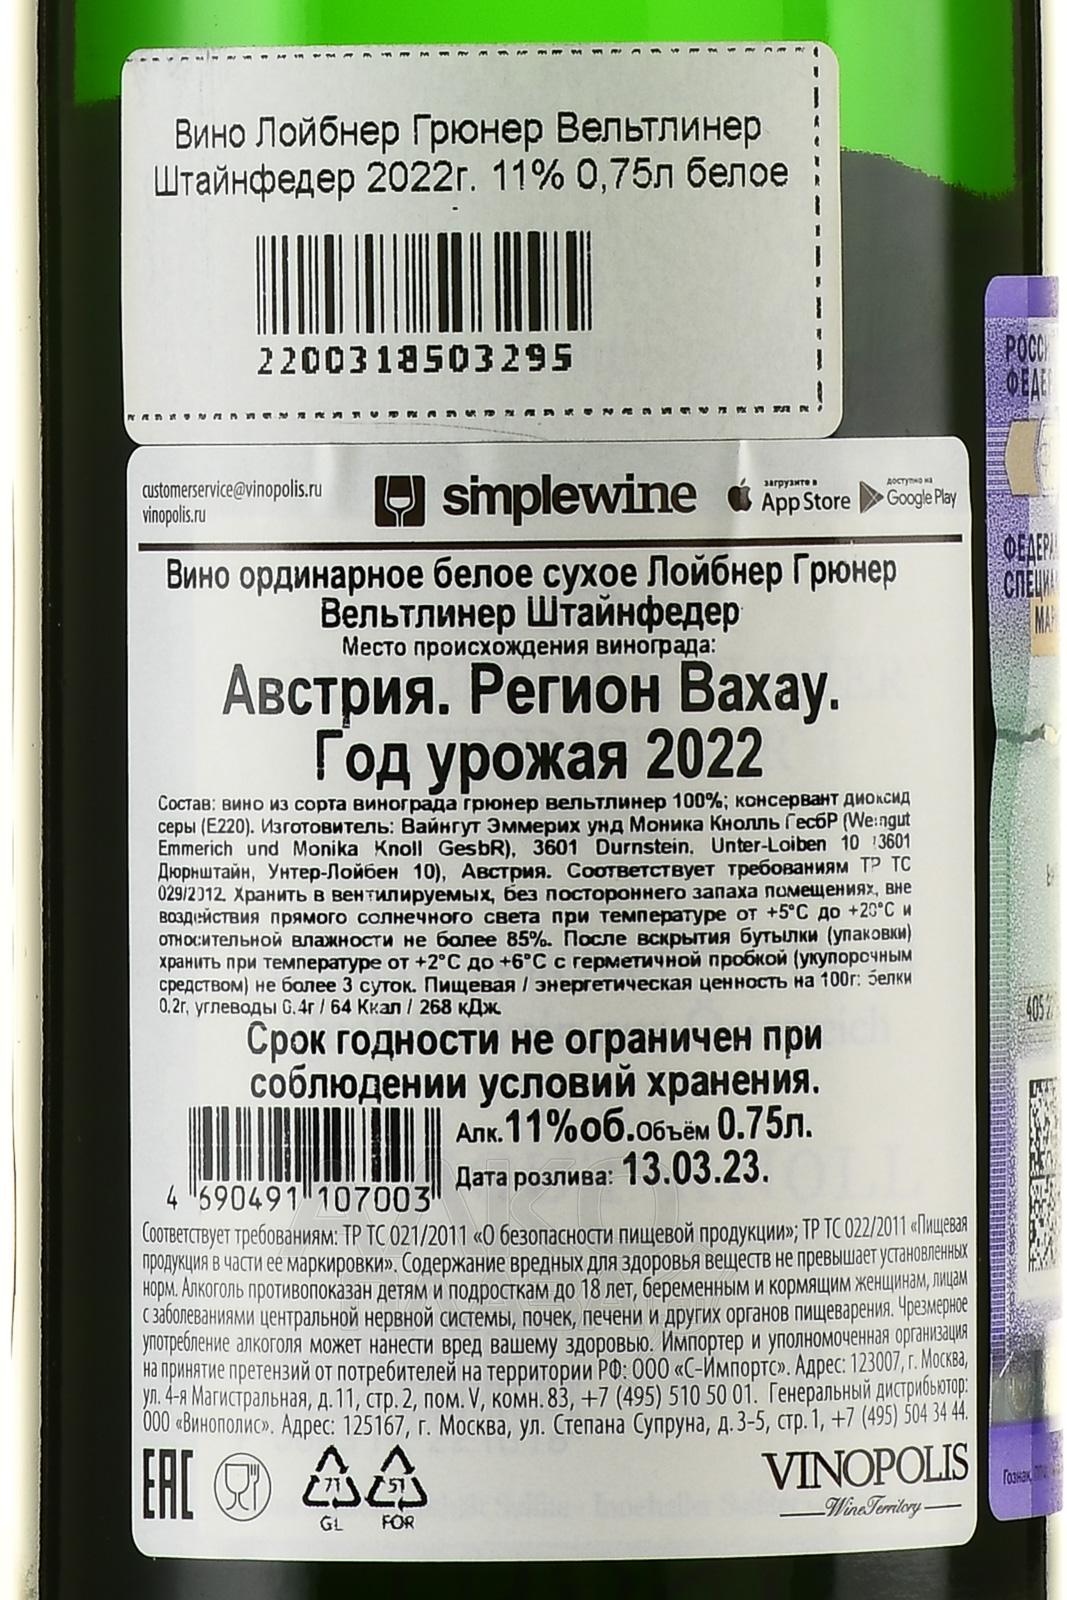 Вино Лойбнер Грюнер Вельтлинер
Штайнфедер 2022г. 11% 0,75л белое
2200318503295
customerservice@vinopolis.ru
vinopolis.ru
simplewine
загрузите в
App Store
доступно на
Google Play
Вино ординарное белое сухое Лойбнер Грюнер
Вельтлинер Штайнфедер
Место происхождения винограда:
Австрия. Регион Вахау.
Год урожая 2022
Состав: вино из сорта винограда грюнер вельтлинер 100%; консервант диоксид
серы (E220). Изготовитель: Вайнгут Эммерих унд Моника Кнолль ГесбР (Weingut
Emmerich und Monika Knoll GesbR), 3601 Durnstein, Unter-Loiben 10 (3601
Дюрнштайн, Унтер-Лойбен 10), Австрия. Соответствует требованиям ТР ТС
029/2012. Хранить в вентилируемых, без постороннего запаха помещениях, вне
воздействия прямого солнечного света при температуре от +5°C до +20°C и
относительной влажности не более 85%. После вскрытия бутылки (упаковки)
хранить при температуре от +2°C до +6°C с герметичной пробкой (укупорочным
средством) не более 3 суток. Пищевая / энергетическая ценность на 100г: белки
0,2г, углеводы 0,4г / 64 Ккал / 268 кДж.
Срок годности не ограничен при
соблюдении условий хранения.
Алк.11%об.Объём 0.75л.
Дата розлива: 13.03.23.
4 690491 107003
Соответствует требованиям: ТР ТС 021/2011 «О безопасности пищевой продукции»; ТР ТС 022/2011 «Пищевая
продукция в части ее маркировки». Содержание вредных для здоровья веществ не превышает установленных
норм. Алкоголь противопоказан детям и подросткам до 18 лет, беременным и кормящим женщинам, лицам
с заболеваниями центральной нервной системы, почек, печени и других органов пищеварения. Чрезмерное
употребление алкоголя может нанести вред вашему здоровью. Импортер и уполномоченная организация
на принятие претензий от потребителей на территории РФ: ООО «С-Импортс». Адрес: 123007, г. Москва,
ул. 4-я Магистральная, д.11, стр. 2, пом. V, комн. 83, +7 (495) 510 50 01. Генеральный дистрибьютор:
ООО «Винополис». Адрес: 125167, г. Москва, ул. Степана Супруна, д.3-5, стр.1, +7 (495) 504 34 44.
EAC
71
GL
51
FOR
VINOPOLIS
Wine Territory